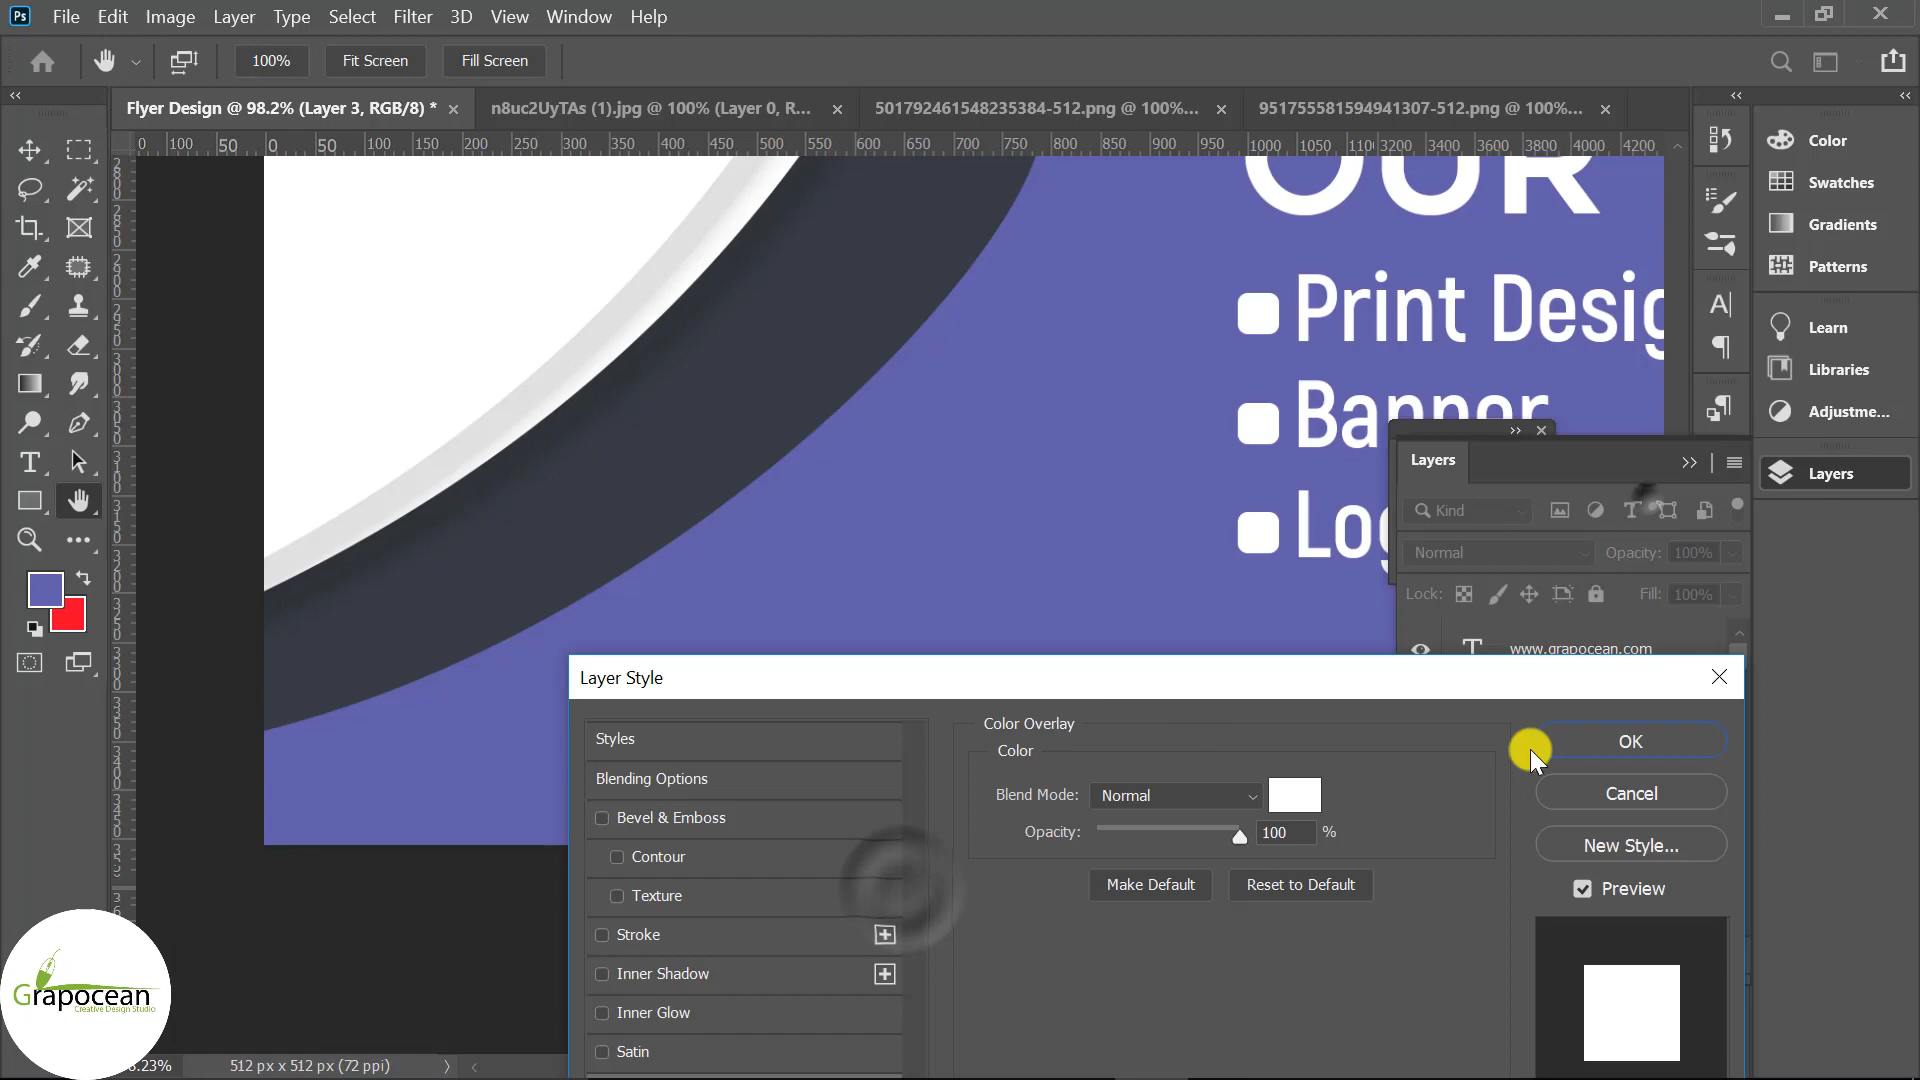 Ps File Edit Image Layer Type Select Filter 3D View Window Help
100% Fit Screen Fill Screen
Flyer Design @ 98.2% (Layer 3, RGB/8) * n8uc2UyTAs (1).jpg @ 100% (Layer 0, R... 501792461548235384-512.png @ 100%... 951755581594941307-512.png @ 100%...
0 100 50 0 50 100 150 200 250 300 350 400 450 500 550 600 650 700 750 800 850 900 950 1000 1050 110 3200 3400 3600 3800 4000 4200
OUR
Print Desig
Banner
Log
Color
Swatches
Gradients
Patterns
Learn
Libraries
Adjustme...
Layers
Layers
Kind
Normal Opacity: 100%
Lock: Fill: 100%
www.grapocean.com
Layer Style
Styles
Blending Options
Bevel & Emboss
Contour
Texture
Stroke
Inner Shadow
Inner Glow
Satin
Color Overlay
Color
Blend Mode: Normal
Opacity: 100 %
Make Default Reset to Default
OK
Cancel
New Style...
Preview
Grapocean
Creative Design Studio
8.23% 512 px x 512 px (72 ppi)